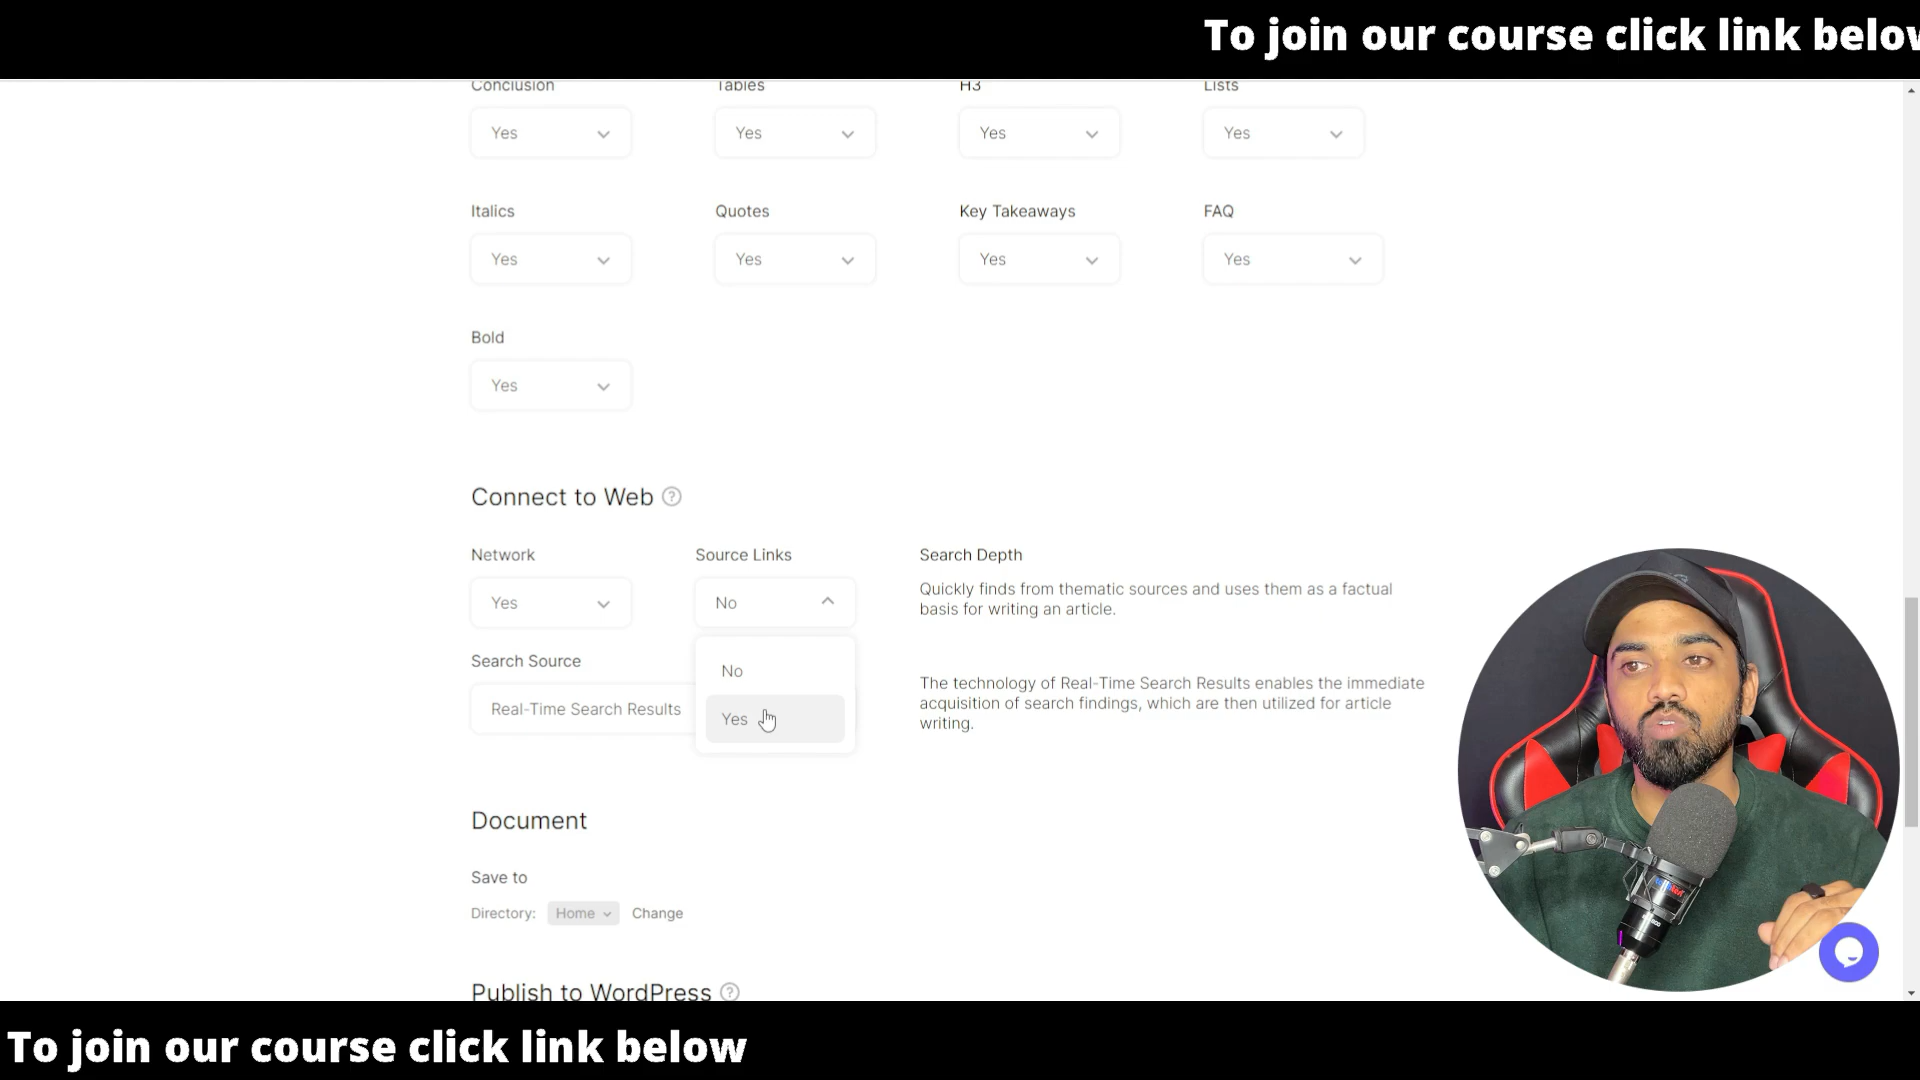 To join our course click link below
Conclusion
Tables
H3
Lists
Yes
Yes
Yes
Yes
Italics
Quotes
Key Takeaways
FAQ
Yes
Yes
Yes
Yes
Bold
Yes
Connect to Web ?
Network
Source Links
Search Depth
Yes
No
Quickly finds from thematic sources and uses them as a factual
basis for writing an article.
Search Source
No
Real-Time Search Results
Yes
The technology of Real-Time Search Results enables the immediate
acquisition of search findings, which are then utilized for article
writing.
Document
Save to
Directory: Home Change
Publish to WordPress ?
To join our course click link below